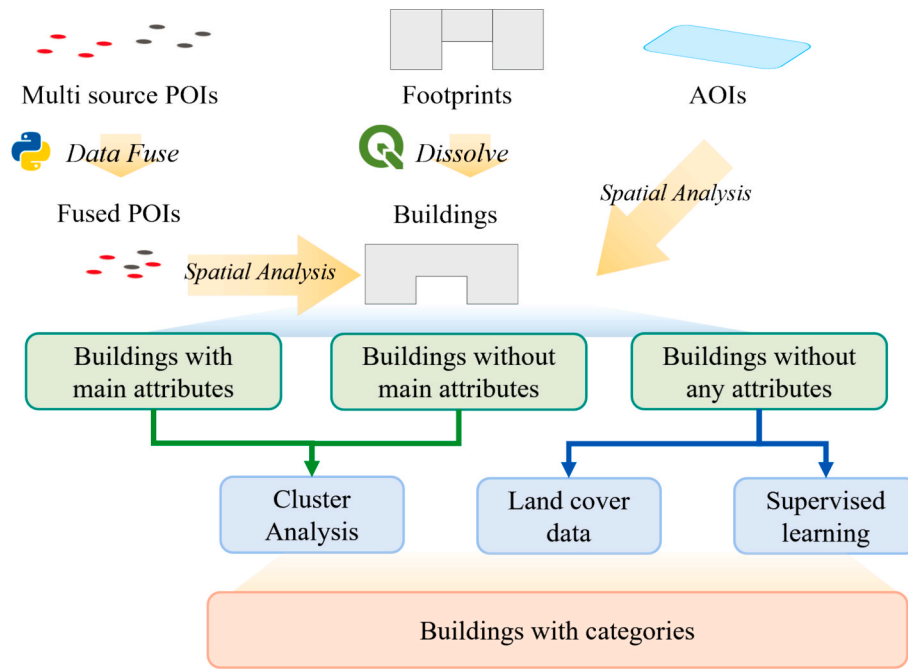 Multi source POIs
Footprints
AOIs
Data Fuse
Dissolve
Spatial Analysis
Fused POIs
Buildings
Spatial Analysis
Buildings with
main attributes
Buildings without
main attributes
Buildings without
any attributes
Cluster
Analysis
Land cover
data
Supervised
learning
Buildings with categories